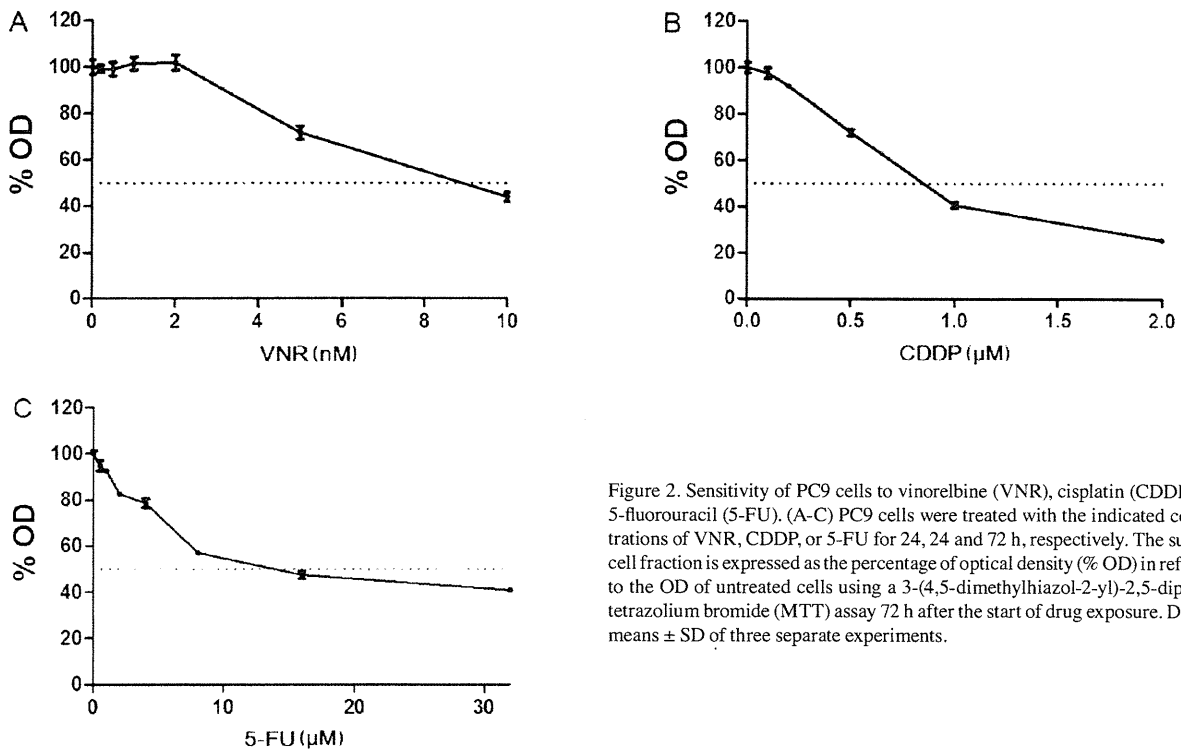 A
120
100
80
60
40
20
0
% OD
0 2 4 6 8 10
VNR (nM)
B
120
100
80
60
40
20
0
% OD
0.0 0.5 1.0 1.5 2.0
CDDP (µM)
C
120
100
80
60
40
20
0
% OD
0 10 20 30
5-FU (µM)
Figure 2. Sensitivity of PC9 cells to vinorelbine (VNR), cisplatin (CDDP
5-fluorouracil (5-FU). (A-C) PC9 cells were treated with the indicated co
trations of VNR, CDDP, or 5-FU for 24, 24 and 72 h, respectively. The su
cell fraction is expressed as the percentage of optical density (% OD) in ref
to the OD of untreated cells using a 3-(4,5-dimethylhiazol-2-yl)-2,5-dip
tetrazolium bromide (MTT) assay 72 h after the start of drug exposure. D
means ± SD of three separate experiments.